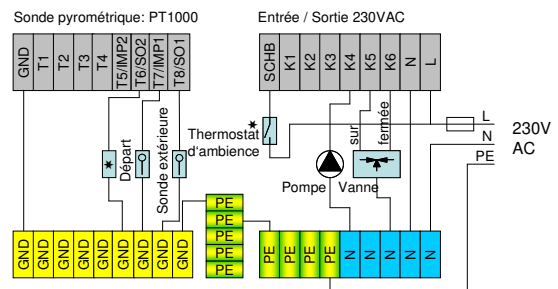 Sonde pyrométrique: PT1000
Entrée / Sortie 230VAC
GND
T1
T2
T3
T4
T5/IMP2
T6/SO2
T7/IMP1
T8/SO1
SCHB
K1
K2
K3
K4
K5
K6
N
L
*
Départ
Sonde extérieure
*
Thermostat
d'ambience
Pompe
sur
fermée
Vanne
L
N
PE
230V
AC
PE
PE
PE
PE
PE
GND
GND
GND
GND
GND
GND
GND
GND
GND
PE
PE
PE
PE
N
N
N
N
N